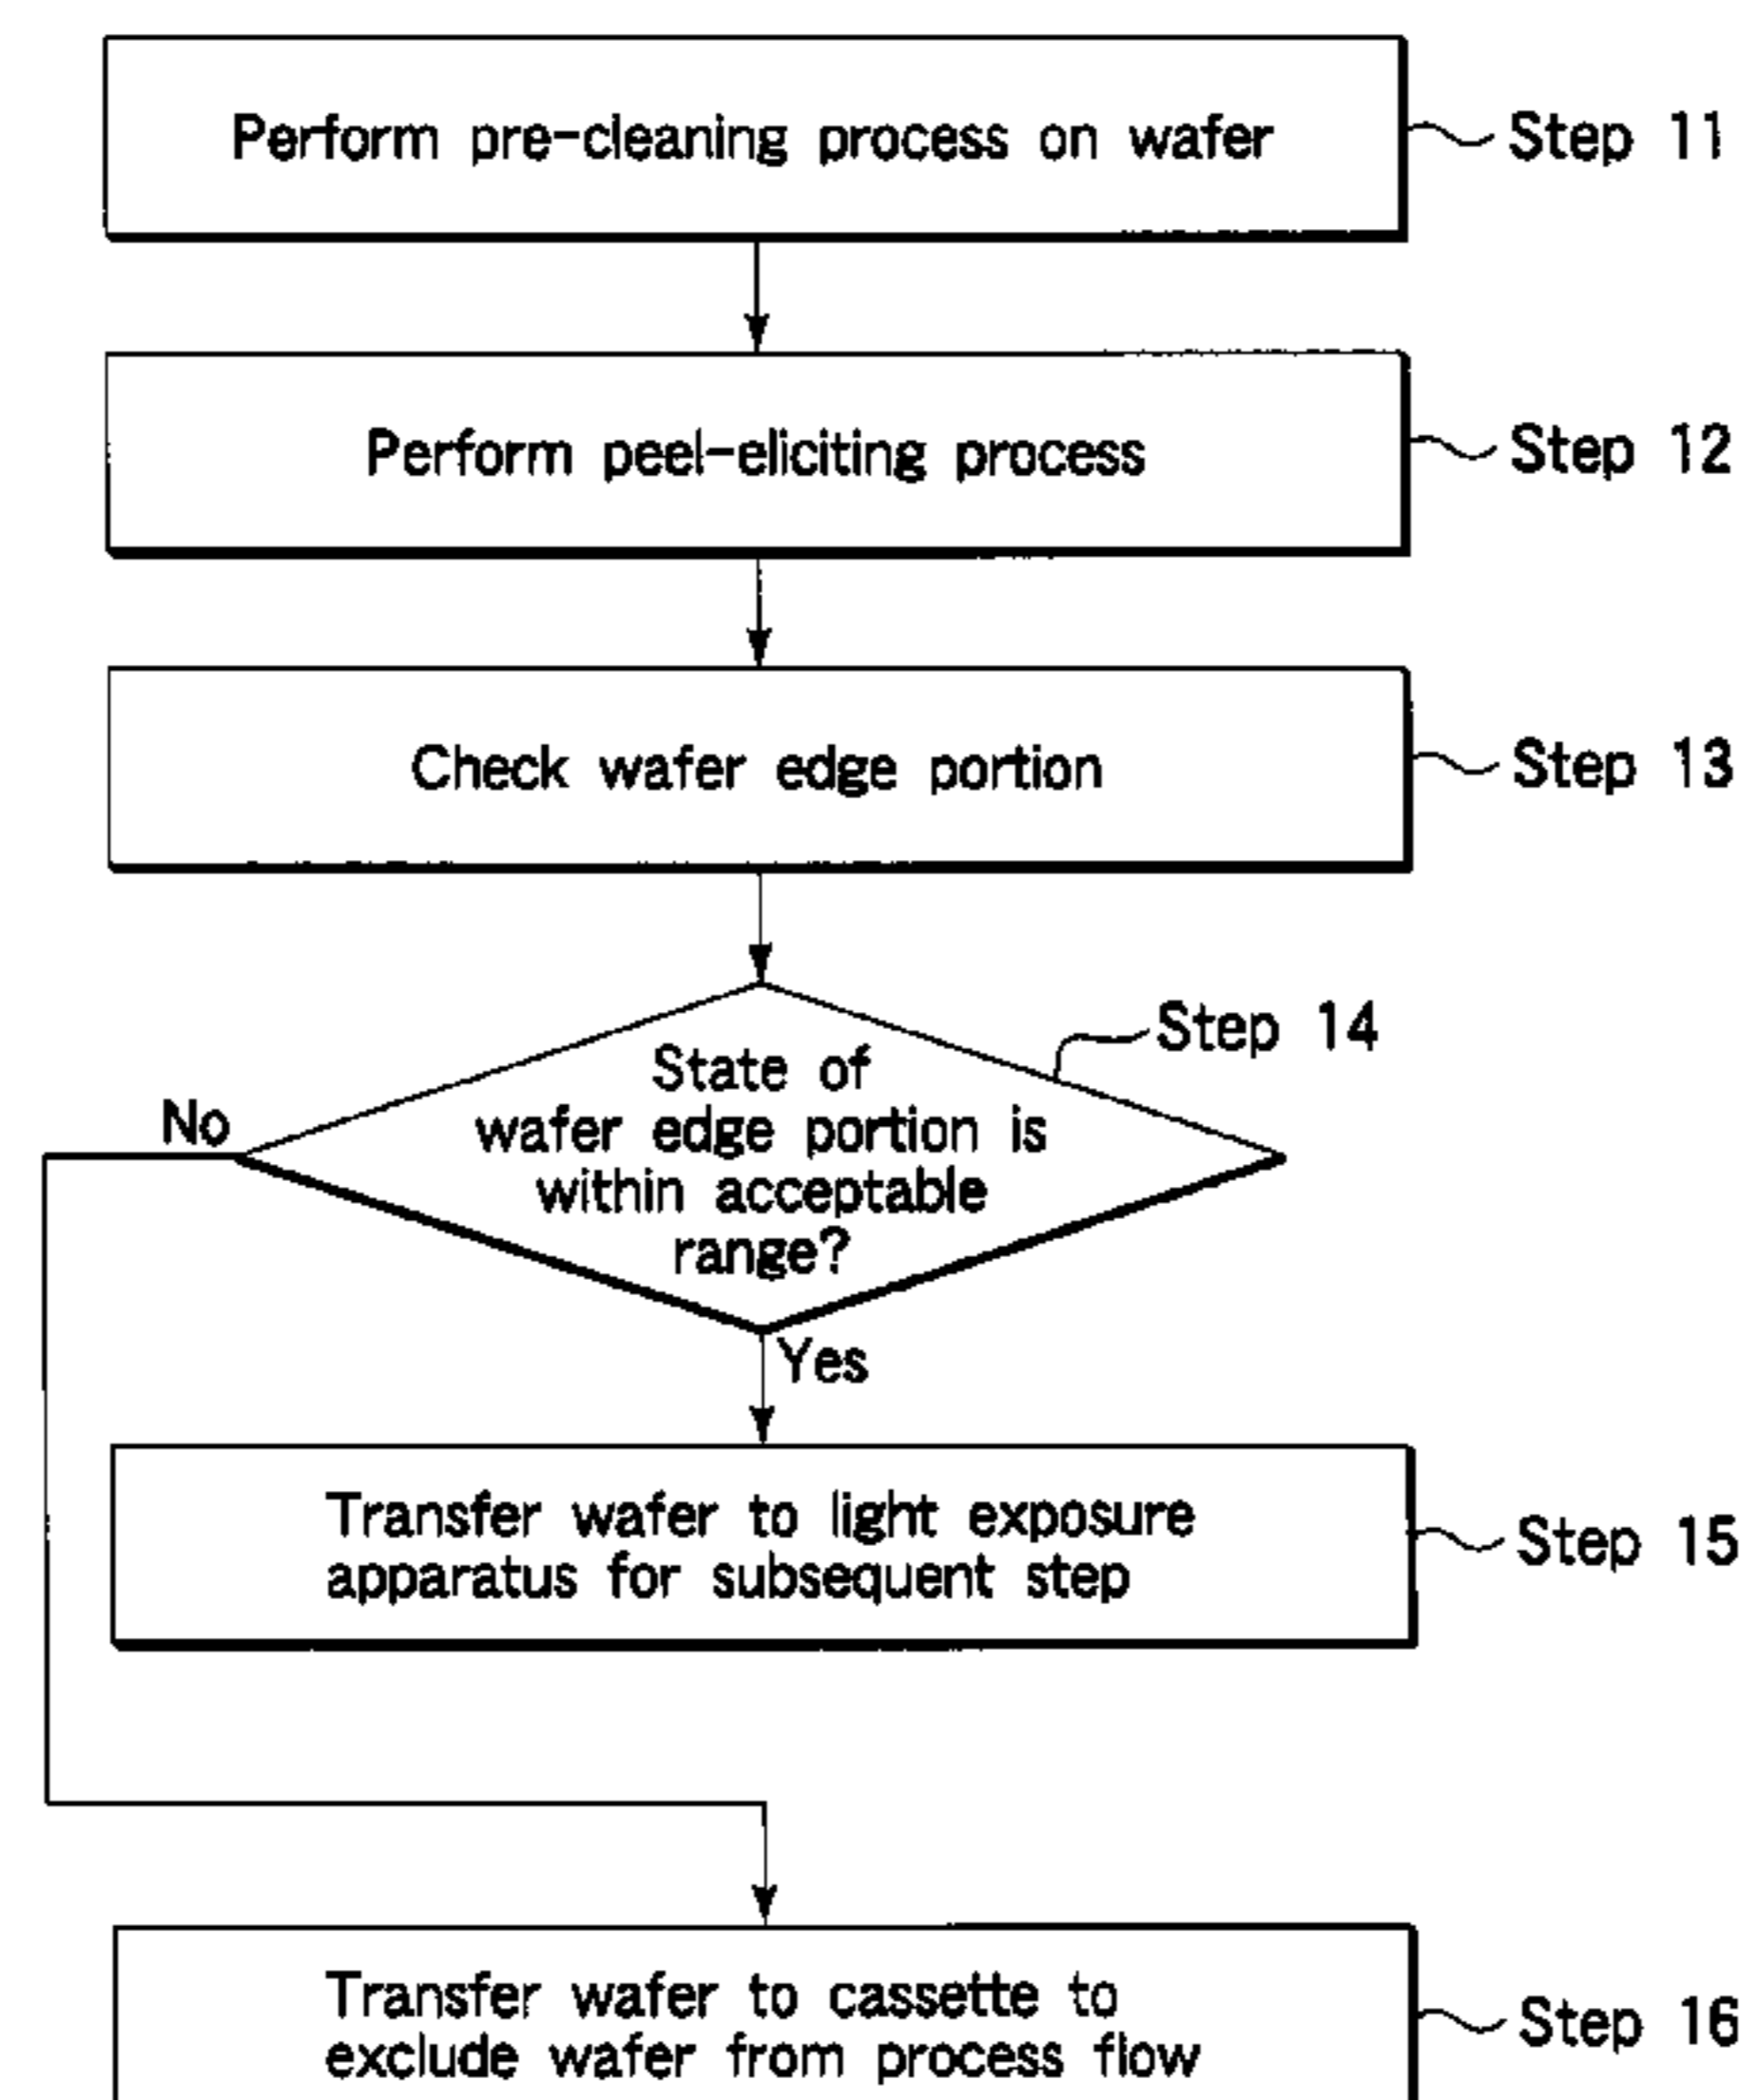 Perform pre-cleaning process on wafer
Step 11
Perform peel-eliciting process
Step 12
Check wafer edge portion
Step 13
Step 14
State of
wafer edge portion is
within acceptable
range?
No
Yes
Transfer wafer to light exposure
apparatus for subsequent step
Step 15
Transfer wafer to cassette to
exclude wafer from process flow
Step 16